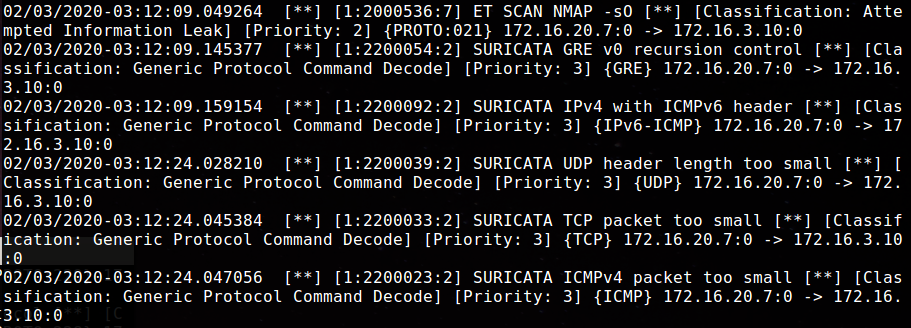 02/03/2020-03:12:09.049264  [**] [1:2000536:7] ET SCAN NMAP -sO [**] [Classification: Atte
mpted Information Leak] [Priority: 2] {PROTO:021} 172.16.20.7:0 -> 172.16.3.10:0
02/03/2020-03:12:09.145377  [**] [1:2200054:2] SURICATA GRE v0 recursion control [**] [Cla
ssification: Generic Protocol Command Decode] [Priority: 3] {GRE} 172.16.20.7:0 -> 172.16.
3.10:0
02/03/2020-03:12:09.159154  [**] [1:2200092:2] SURICATA IPv4 with ICMPv6 header [**] [Clas
sification: Generic Protocol Command Decode] [Priority: 3] {IPv6-ICMP} 172.16.20.7:0 -> 17
2.16.3.10:0
02/03/2020-03:12:24.028210  [**] [1:2200039:2] SURICATA UDP header length too small [**] [
Classification: Generic Protocol Command Decode] [Priority: 3] {UDP} 172.16.20.7:0 -> 172.
16.3.10:0
02/03/2020-03:12:24.045384  [**] [1:2200033:2] SURICATA TCP packet too small [**] [Classif
ication: Generic Protocol Command Decode] [Priority: 3] {TCP} 172.16.20.7:0 -> 172.16.3.10
:0
02/03/2020-03:12:24.047056  [**] [1:2200023:2] SURICATA ICMPv4 packet too small [**] [Clas
sification: Generic Protocol Command Decode] [Priority: 3] {ICMP} 172.16.20.7:0 -> 172.16.
3.10:0